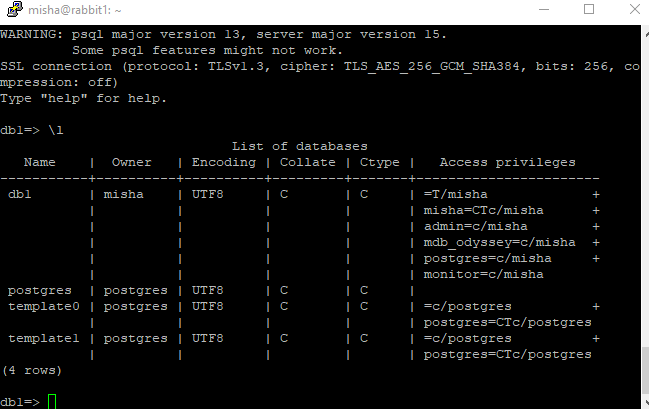 misha@rabbit1: ~
WARNING: psql major version 13, server major version 15.
         Some psql features might not work.
SSL connection (protocol: TLSv1.3, cipher: TLS_AES_256_GCM_SHA384, bits: 256, co
mpression: off)
Type "help" for help.

db1=> \l
                             List of databases
   Name    |  Owner   | Encoding | Collate | Ctype |   Access privileges
-----------+----------+----------+---------+-------+-----------------------
 db1       | misha    | UTF8     | C       | C     | =T/misha             +
           |          |          |         |       | misha=CTc/misha      +
           |          |          |         |       | admin=c/misha        +
           |          |          |         |       | mdb_odyssey=c/misha  +
           |          |          |         |       | postgres=c/misha     +
           |          |          |         |       | monitor=c/misha
 postgres  | postgres | UTF8     | C       | C     |
 template0 | postgres | UTF8     | C       | C     | =c/postgres          +
           |          |          |         |       | postgres=CTc/postgres
 template1 | postgres | UTF8     | C       | C     | =c/postgres          +
           |          |          |         |       | postgres=CTc/postgres
(4 rows)

db1=>